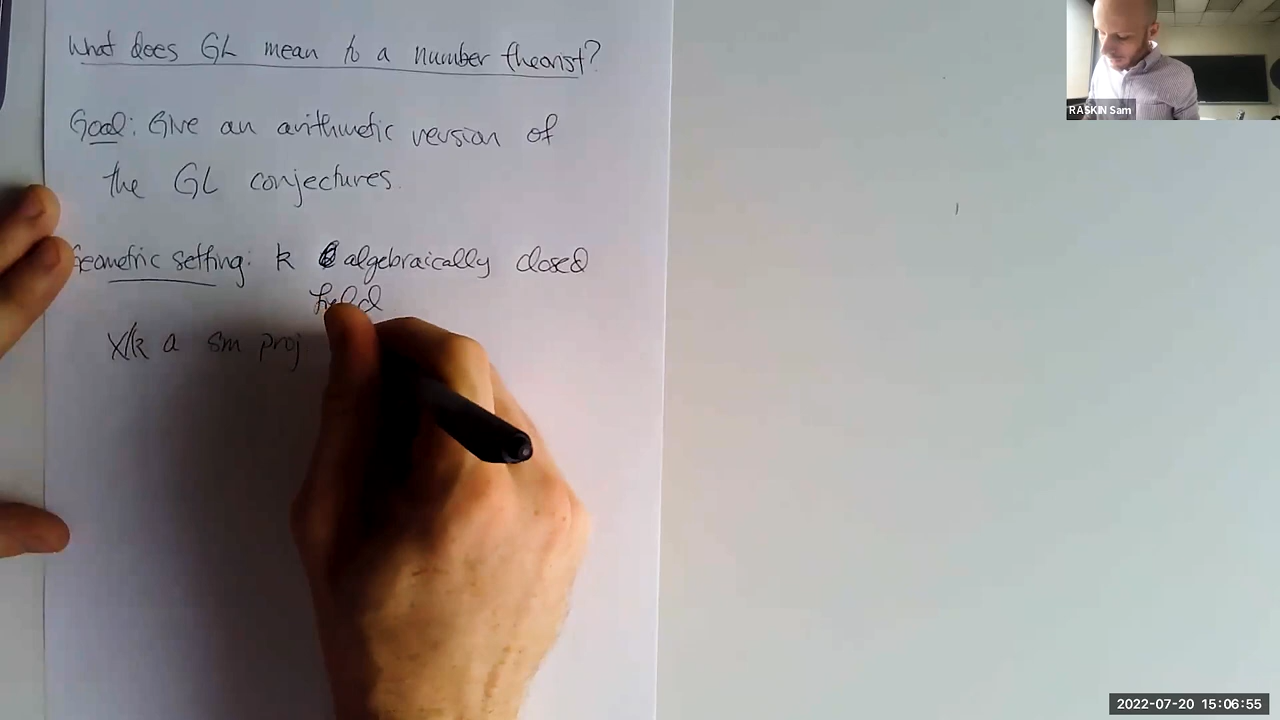 What does GL mean to a number theorist?
Goal: Give an arithmetic version of
the GL conjectures.
Geometric setting: k algebraically closed
field
X/k a sm proj
RASKIN Sam
2022-07-20 15:06:55